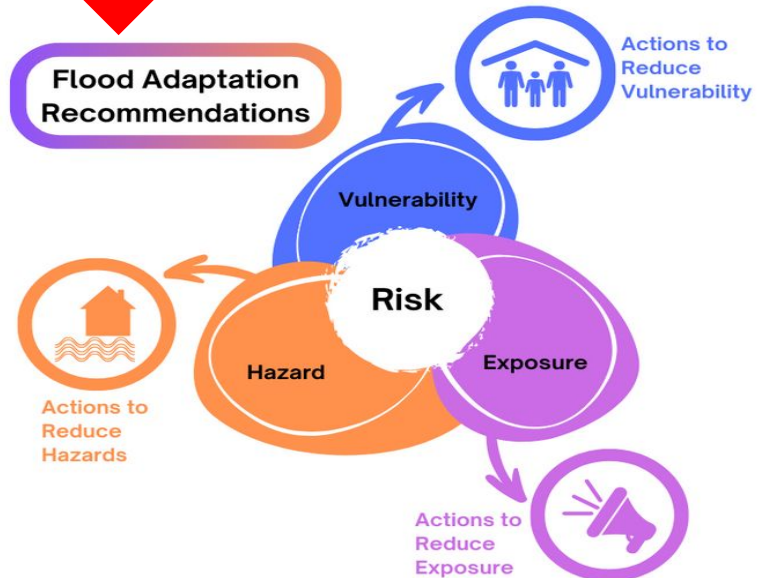 Flood Adaptation
Recommendations
Actions to
Reduce
Vulnerability
Vulnerability
Risk
Hazard
Exposure
Actions to
Reduce
Hazards
Actions to
Reduce
Exposure